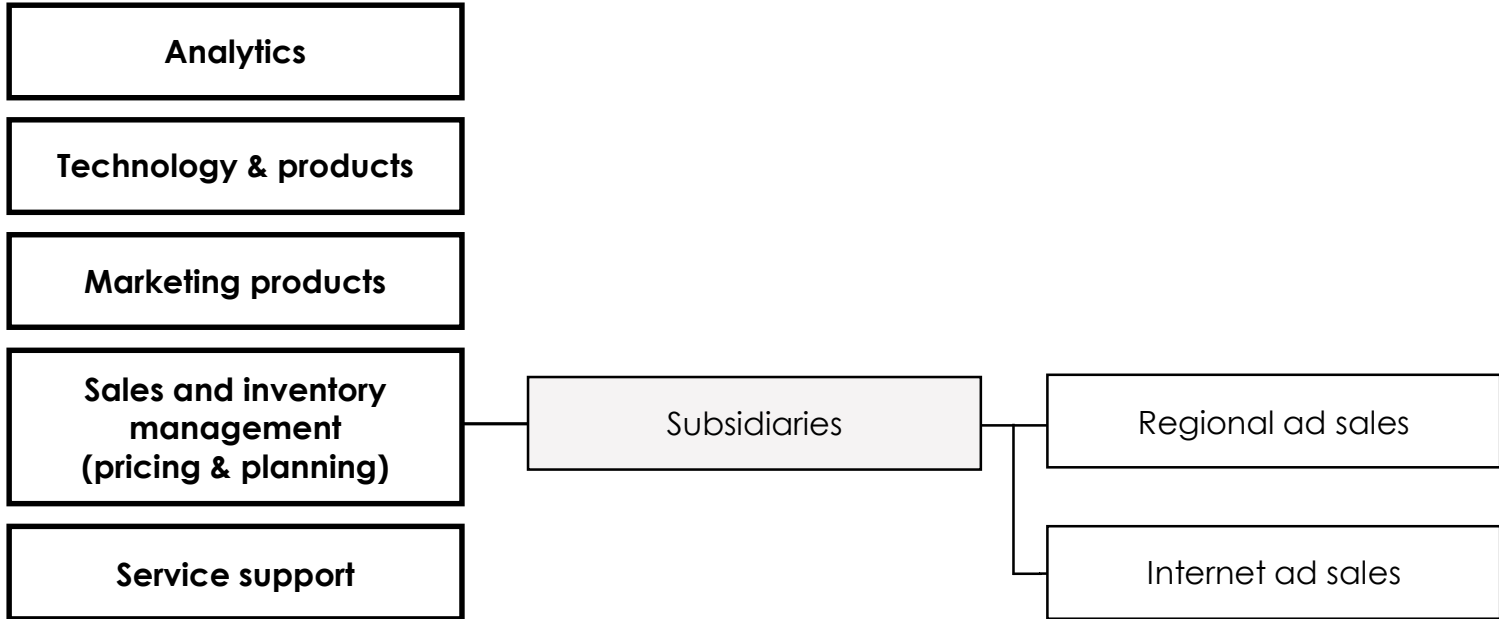 Analytics
Technology & products
Marketing products
Sales and inventory
management
(pricing & planning)
Service support
Subsidiaries
Regional ad sales
Internet ad sales